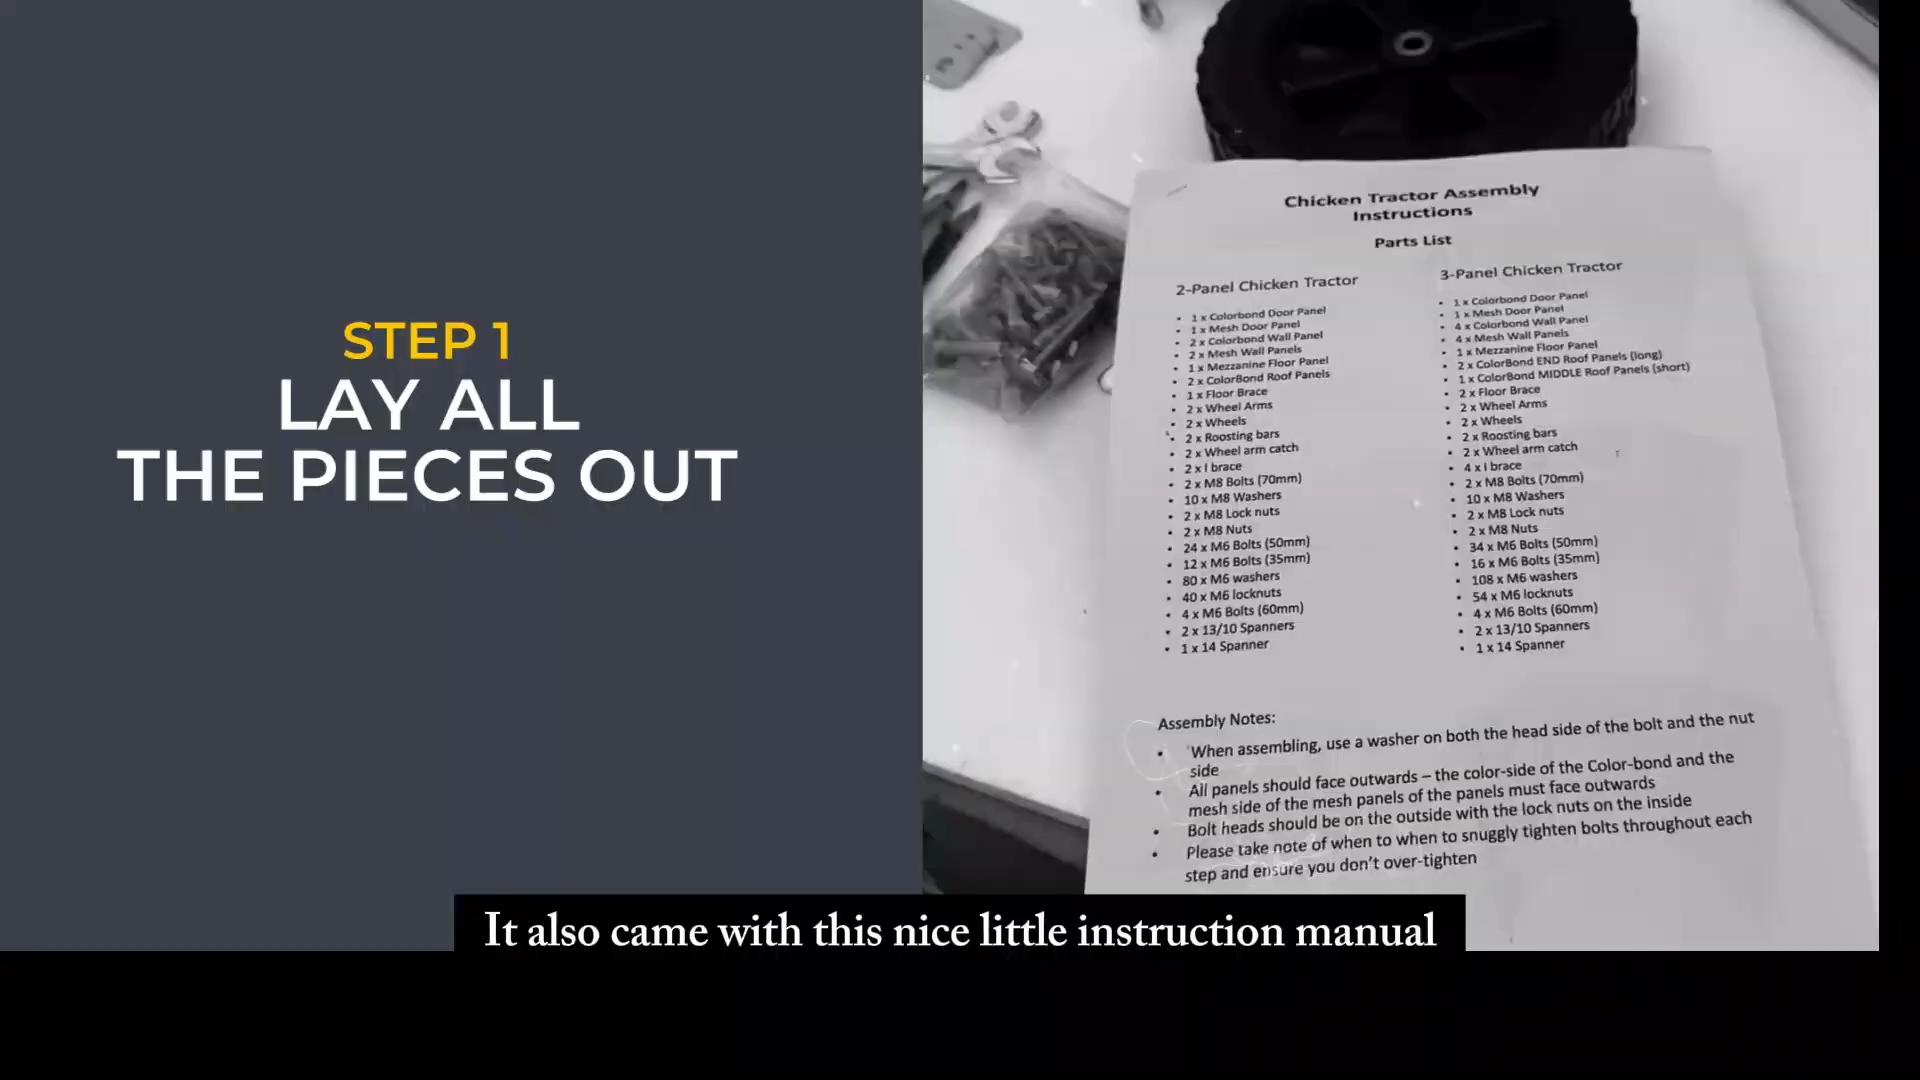 STEP 1
LAY ALL
THE PIECES OUT
Chicken Tractor Assembly
Instructions
Parts List
2-Panel Chicken Tractor
• 1 x Colorbond Door Panel
• 1 x Mesh Door Panel
• 2 x Colorbond Wall Panel
• 2 x Mesh Wall Panels
• 1 x Mezzanine Floor Panel
• 2 x ColorBond Roof Panels
• 1 x Floor Brace
• 2 x Wheel Arms
• 2 x Wheels
• 2 x Roosting bars
• 2 x Wheel arm catch
• 2 x I brace
• 2 x M8 Bolts (70mm)
• 10 x M8 Washers
• 2 x M8 Lock nuts
• 2 x M8 Nuts
• 24 x M6 Bolts (50mm)
• 12 x M6 Bolts (35mm)
• 80 x M6 washers
• 40 x M6 locknuts
• 4 x M6 Bolts (60mm)
• 2 x 13/10 Spanners
• 1 x 14 Spanner
3-Panel Chicken Tractor
• 1 x Colorbond Door Panel
• 1 x Mesh Door Panel
• 4 x Colorbond Wall Panel
• 4 x Mesh Wall Panels
• 1 x Mezzanine Floor Panel
• 2 x ColorBond END Roof Panels (long)
• 1 x ColorBond MIDDLE Roof Panels (short)
• 2 x Floor Brace
• 2 x Wheel Arms
• 2 x Wheels
• 2 x Roosting bars
• 2 x Wheel arm catch
• 4 x I brace
• 2 x M8 Bolts (70mm)
• 10 x M8 Washers
• 2 x M8 Lock nuts
• 2 x M8 Nuts
• 34 x M6 Bolts (50mm)
• 16 x M6 Bolts (35mm)
• 108 x M6 washers
• 54 x M6 locknuts
• 4 x M6 Bolts (60mm)
• 2 x 13/10 Spanners
• 1 x 14 Spanner
Assembly Notes:
• When assembling, use a washer on both the head side of the bolt and the nut
side
• All panels should face outwards – the color-side of the Color-bond and the
mesh side of the mesh panels of the panels must face outwards
• Bolt heads should be on the outside with the lock nuts on the inside
• Please take note of when to when to snuggly tighten bolts throughout each
step and ensure you don't over-tighten
It also came with this nice little instruction manual